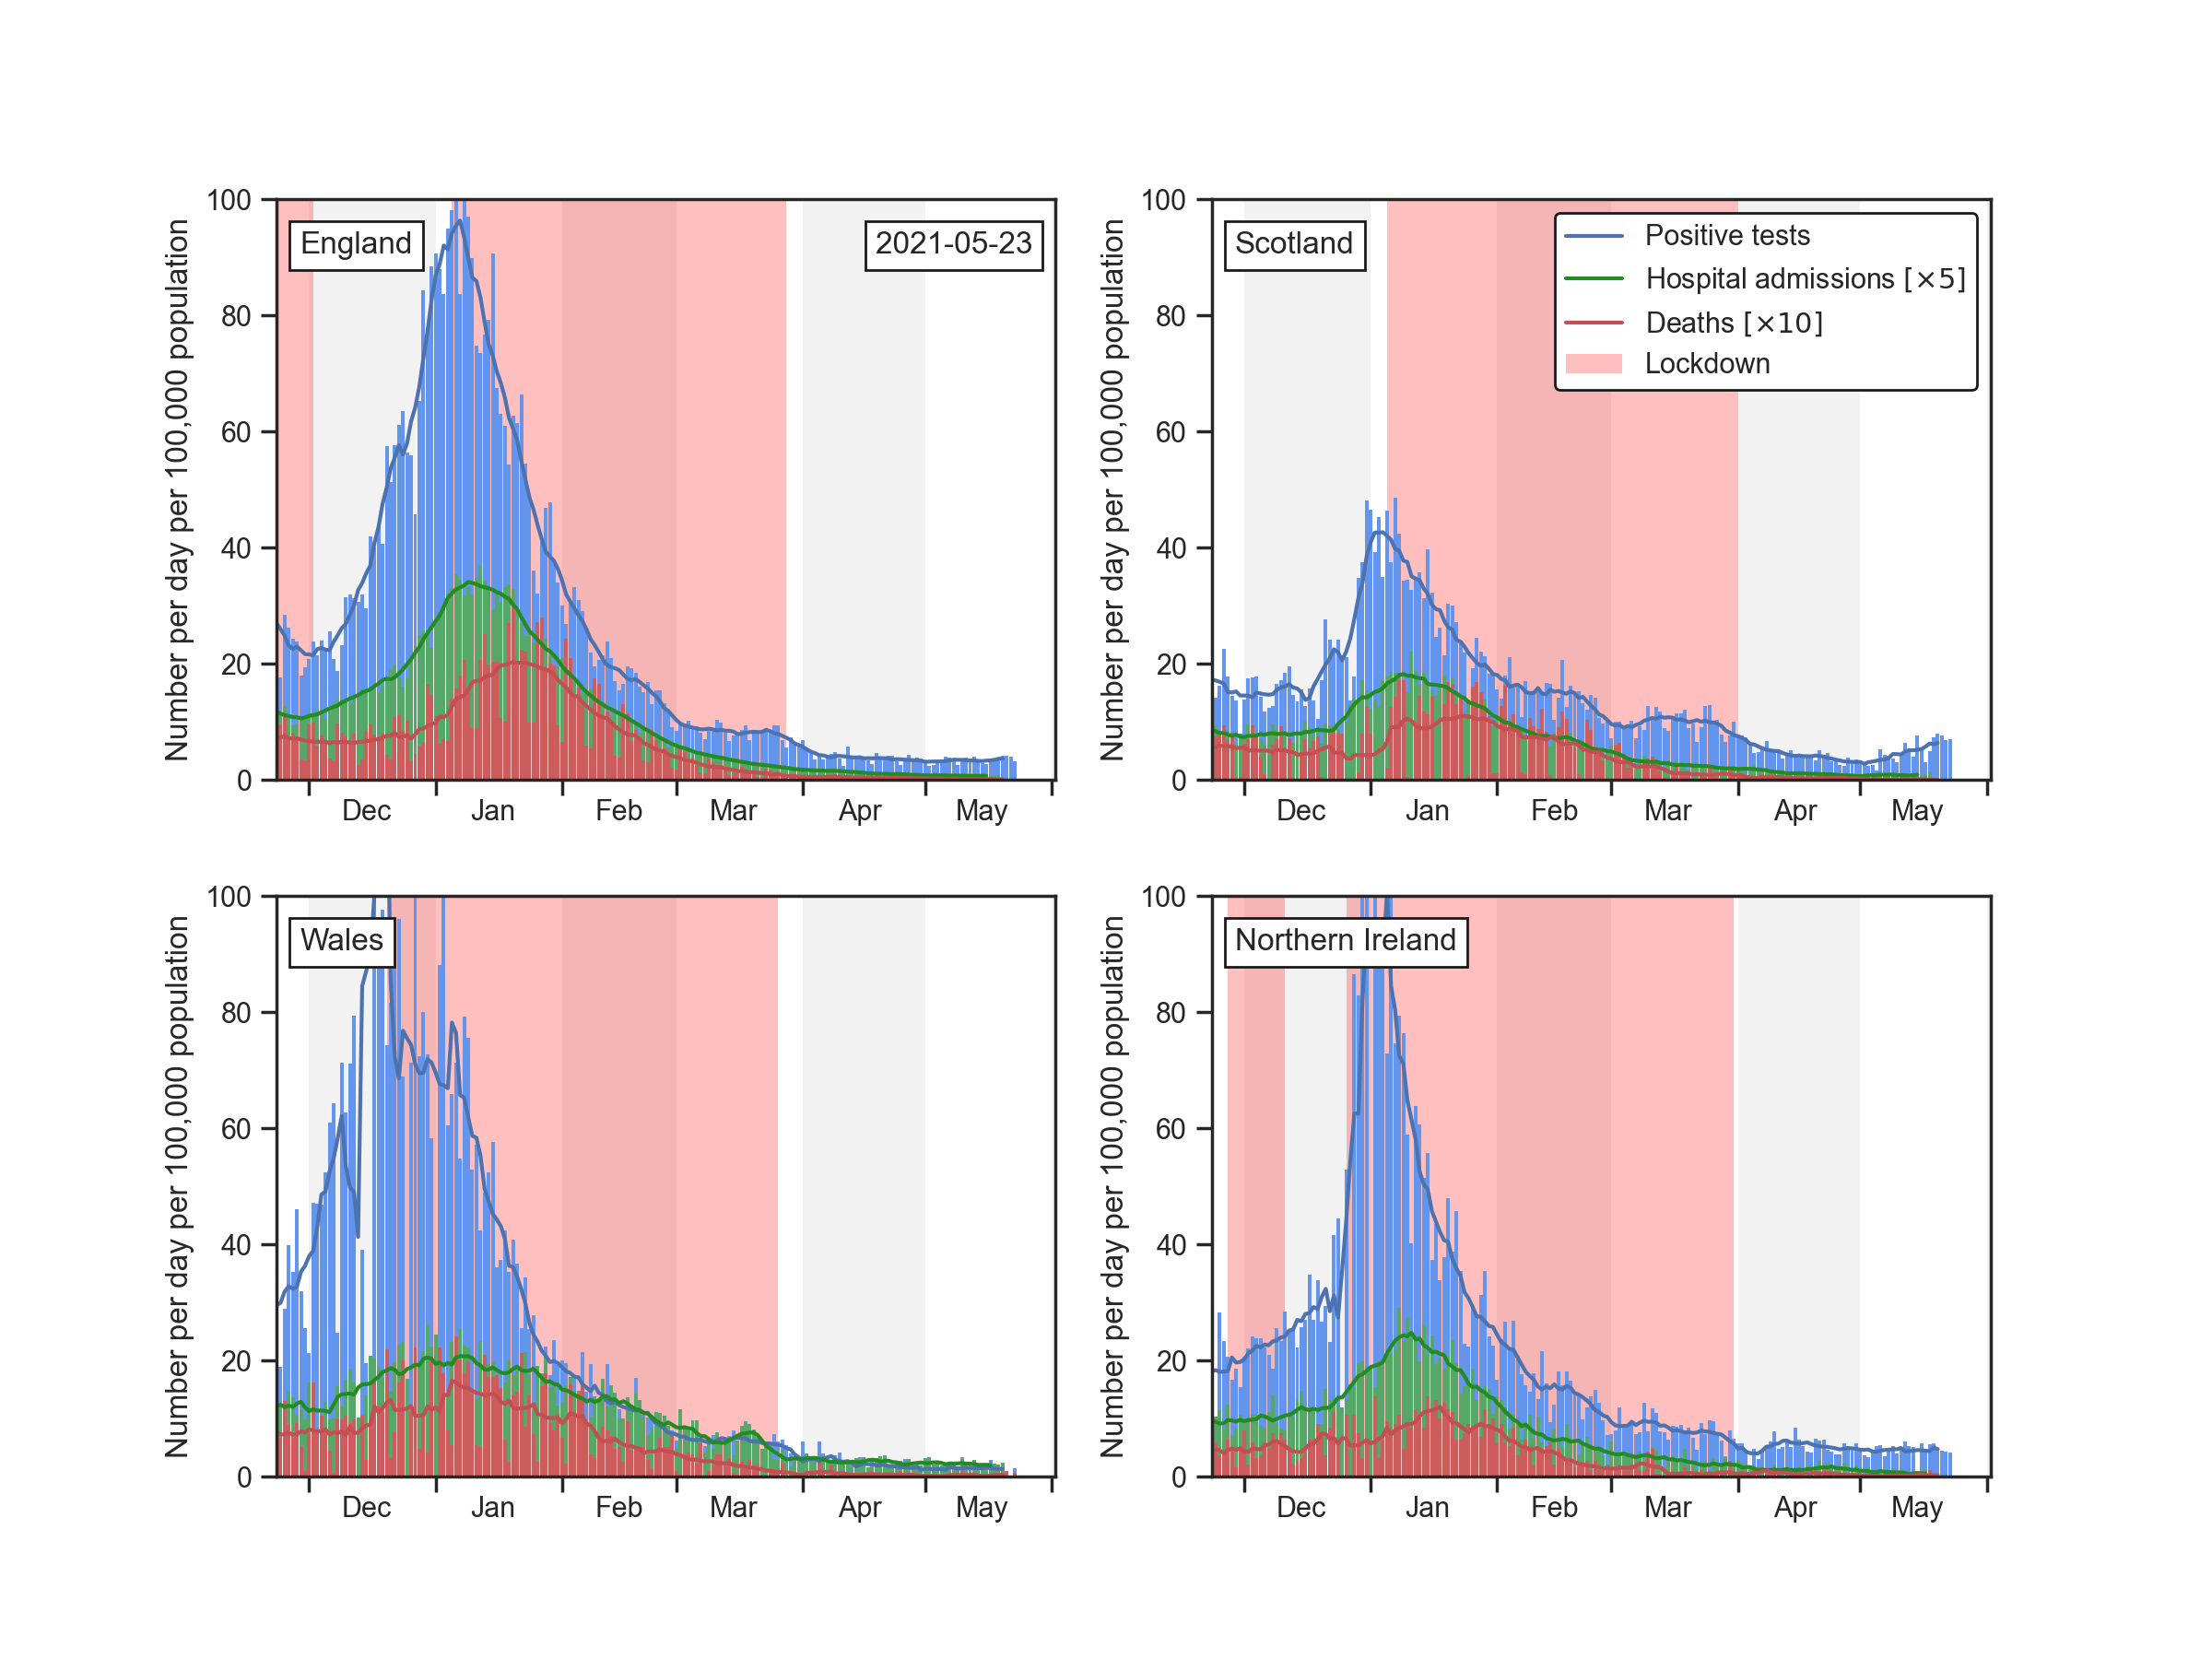 England
2021-05-23
Number per day per 100,000 population
100
80
60
40
20
0
Dec Jan Feb Mar Apr May
Scotland
Positive tests
Hospital admissions [×5]
Deaths [×10]
Lockdown
Number per day per 100,000 population
100
80
60
40
20
0
Dec Jan Feb Mar Apr May
Wales
Number per day per 100,000 population
100
80
60
40
20
0
Dec Jan Feb Mar Apr May
Northern Ireland
Number per day per 100,000 population
100
80
60
40
20
0
Dec Jan Feb Mar Apr May